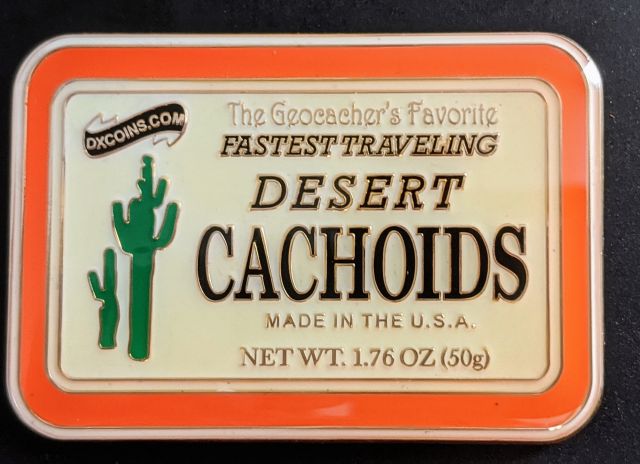 DXCOINS.COM
The Geocacher's Favorite
FASTEST TRAVELING
DESERT
CACHOIDS
MADE IN THE U.S.A.
NET WT. 1.76 OZ (50g)